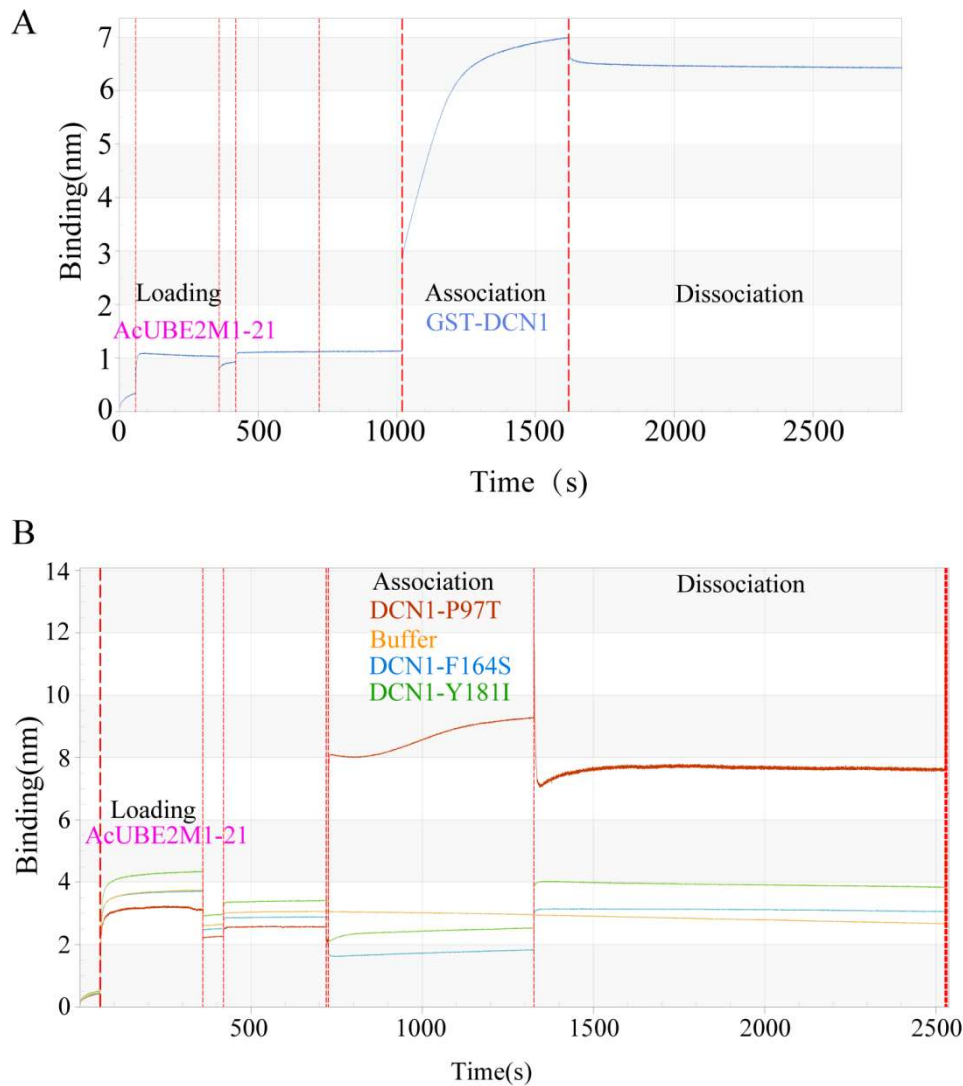 A
7
6
5
4
3
2
1
0
Binding(nm)
Loading
AcUBE2M1-21
Association
GST-DCN1
Dissociation
0 500 1000 1500 2000 2500
Time（s)
B
14
12
10
8
6
4
2
0
Binding(nm)
Association
DCN1-P97T
Buffer
DCN1-F164S
DCN1-Y181I
Dissociation
Loading
AcUBE2M1-21
500 1000 1500 2000 2500
Time(s)